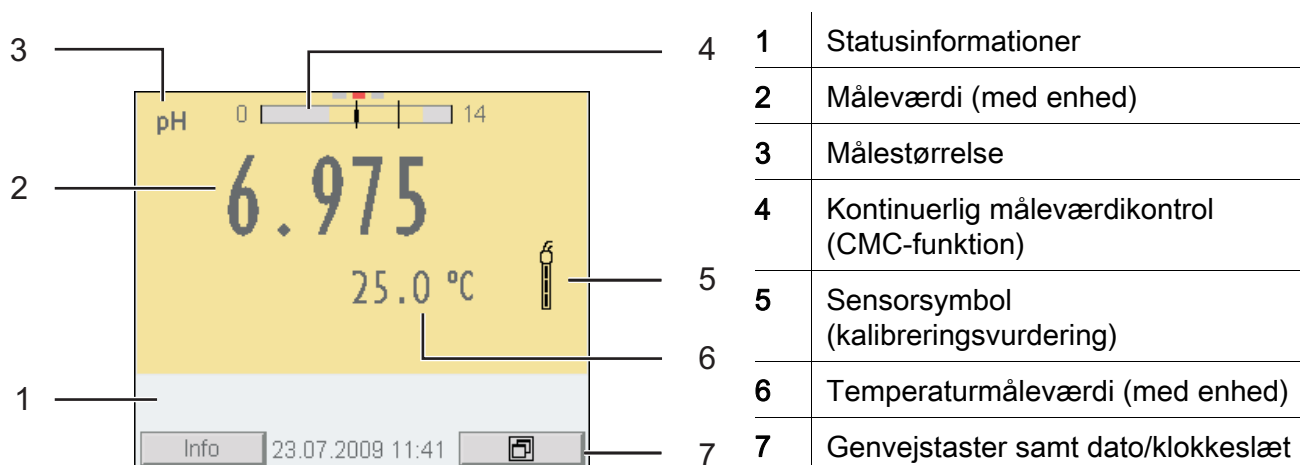 3
2
1
pH
0
14
6.975
25.0 °C
Info
23.07.2009 11:41
4
5
6
7
1 Statusinformationer
2 Måleværdi (med enhed)
3 Målestørrelse
4 Kontinuerlig måleværdikontrol
(CMC-funktion)
5 Sensorsymbol
(kalibreringsvurdering)
6 Temperaturmåleværdi (med enhed)
7 Genvejstaster samt dato/klokkeslæt